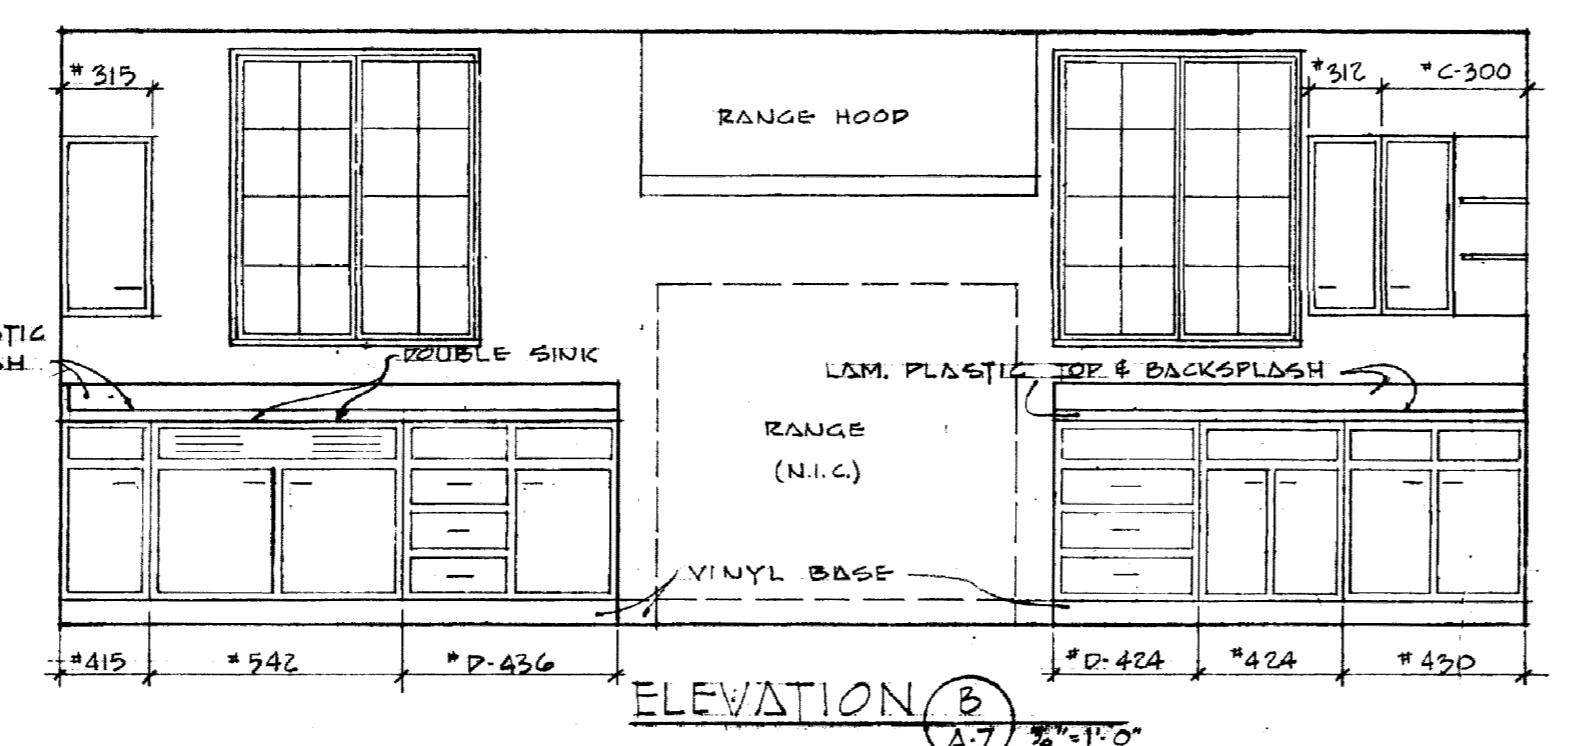 #315
RANGE HOOD
#312
#C-300
DOUBLE SINK
LAM. PLASTIC TOP & BACKSPLASH
RANGE
(N.I.C.)
VINYL BASE
#415
#542
#D-436
#D-424
#424
#430
ELEVATION
B
A-7